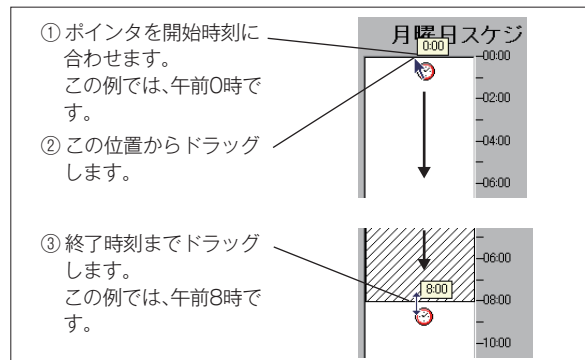 ① ポインタを開始時刻に
合わせます。
この例では、午前0時で
す。
② この位置からドラッグ
します。
月曜日スケジ
0:00
00:00
02:00
04:00
06:00
③ 終了時刻までドラッグ
します。
この例では、午前8時で
す。
06:00
8:00
08:00
10:00